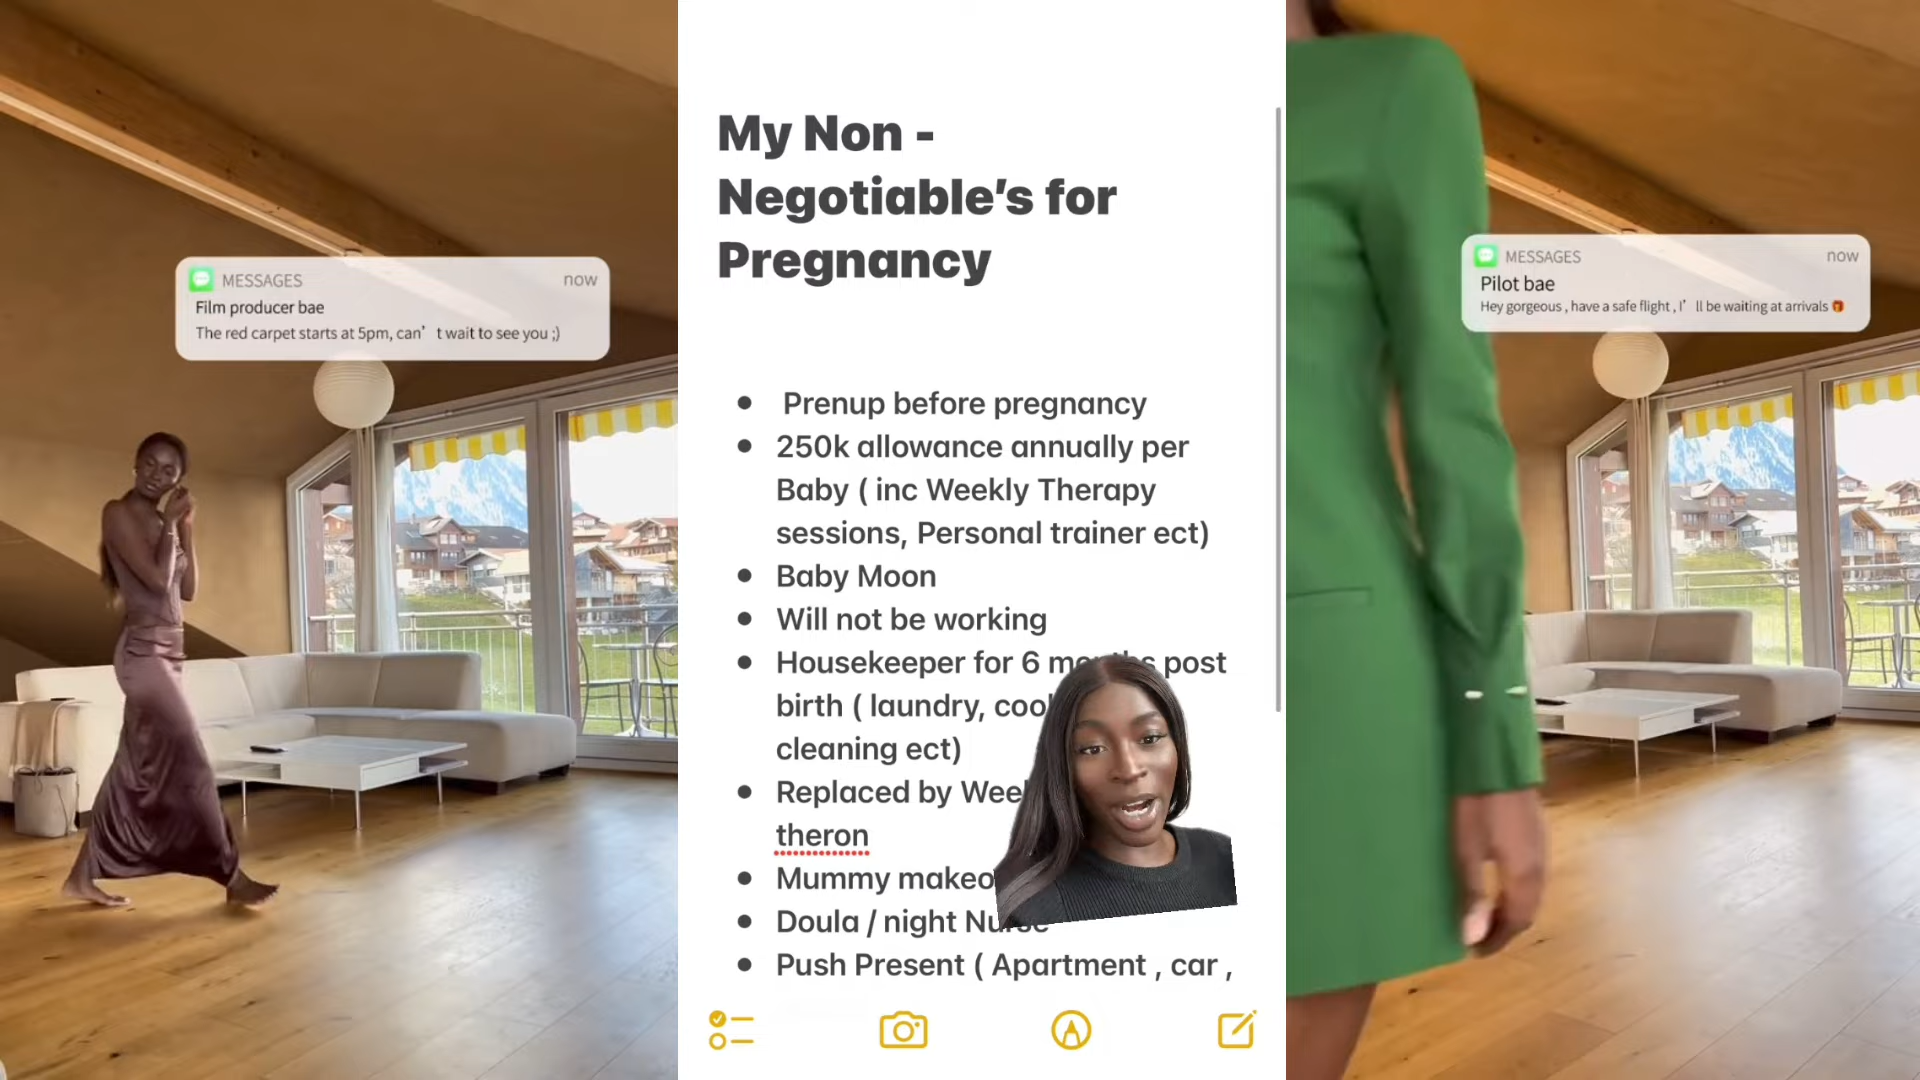 MESSAGES now
Film producer bae
The red carpet starts at 5pm, can't wait to see you ;)
My Non -
Negotiable's for
Pregnancy
Prenup before pregnancy
250k allowance annually per
Baby ( inc Weekly Therapy
sessions, Personal trainer ect)
Baby Moon
Will not be working
Housekeeper for 6 months post
birth ( laundry,
cleaning ect)
Replaced by
theron
Mummy
Doula / night Nurse
Push Present ( Apartment , car ,
MESSAGES now
Pilot bae
Hey gorgeous , have a safe flight , I'll be waiting at arrivals